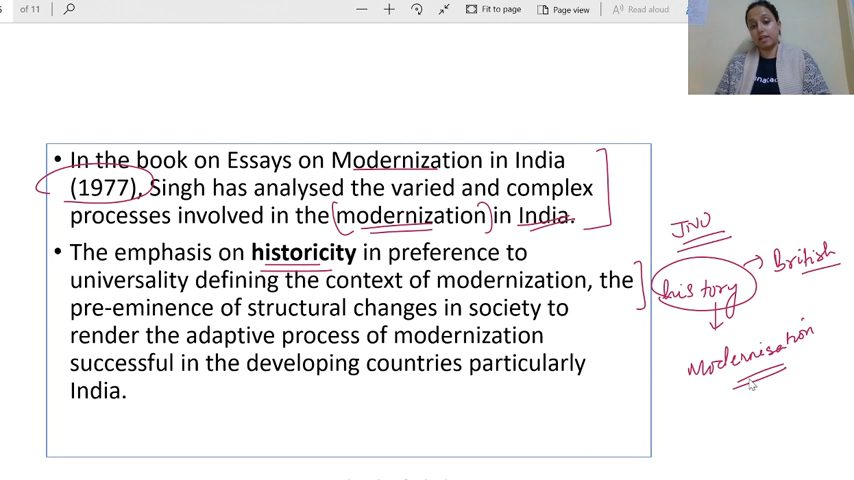 of 11
Fit to page
Page view
Read aloud
• In the book on Essays on Modernization in India
(1977), Singh has analysed the varied and complex
processes involved in the modernization in India.
• The emphasis on historicity in preference to
universality defining the context of modernization, the
pre-eminence of structural changes in society to
render the adaptive process of modernization
successful in the developing countries particularly
India.
JNU
history
British
Modernisation